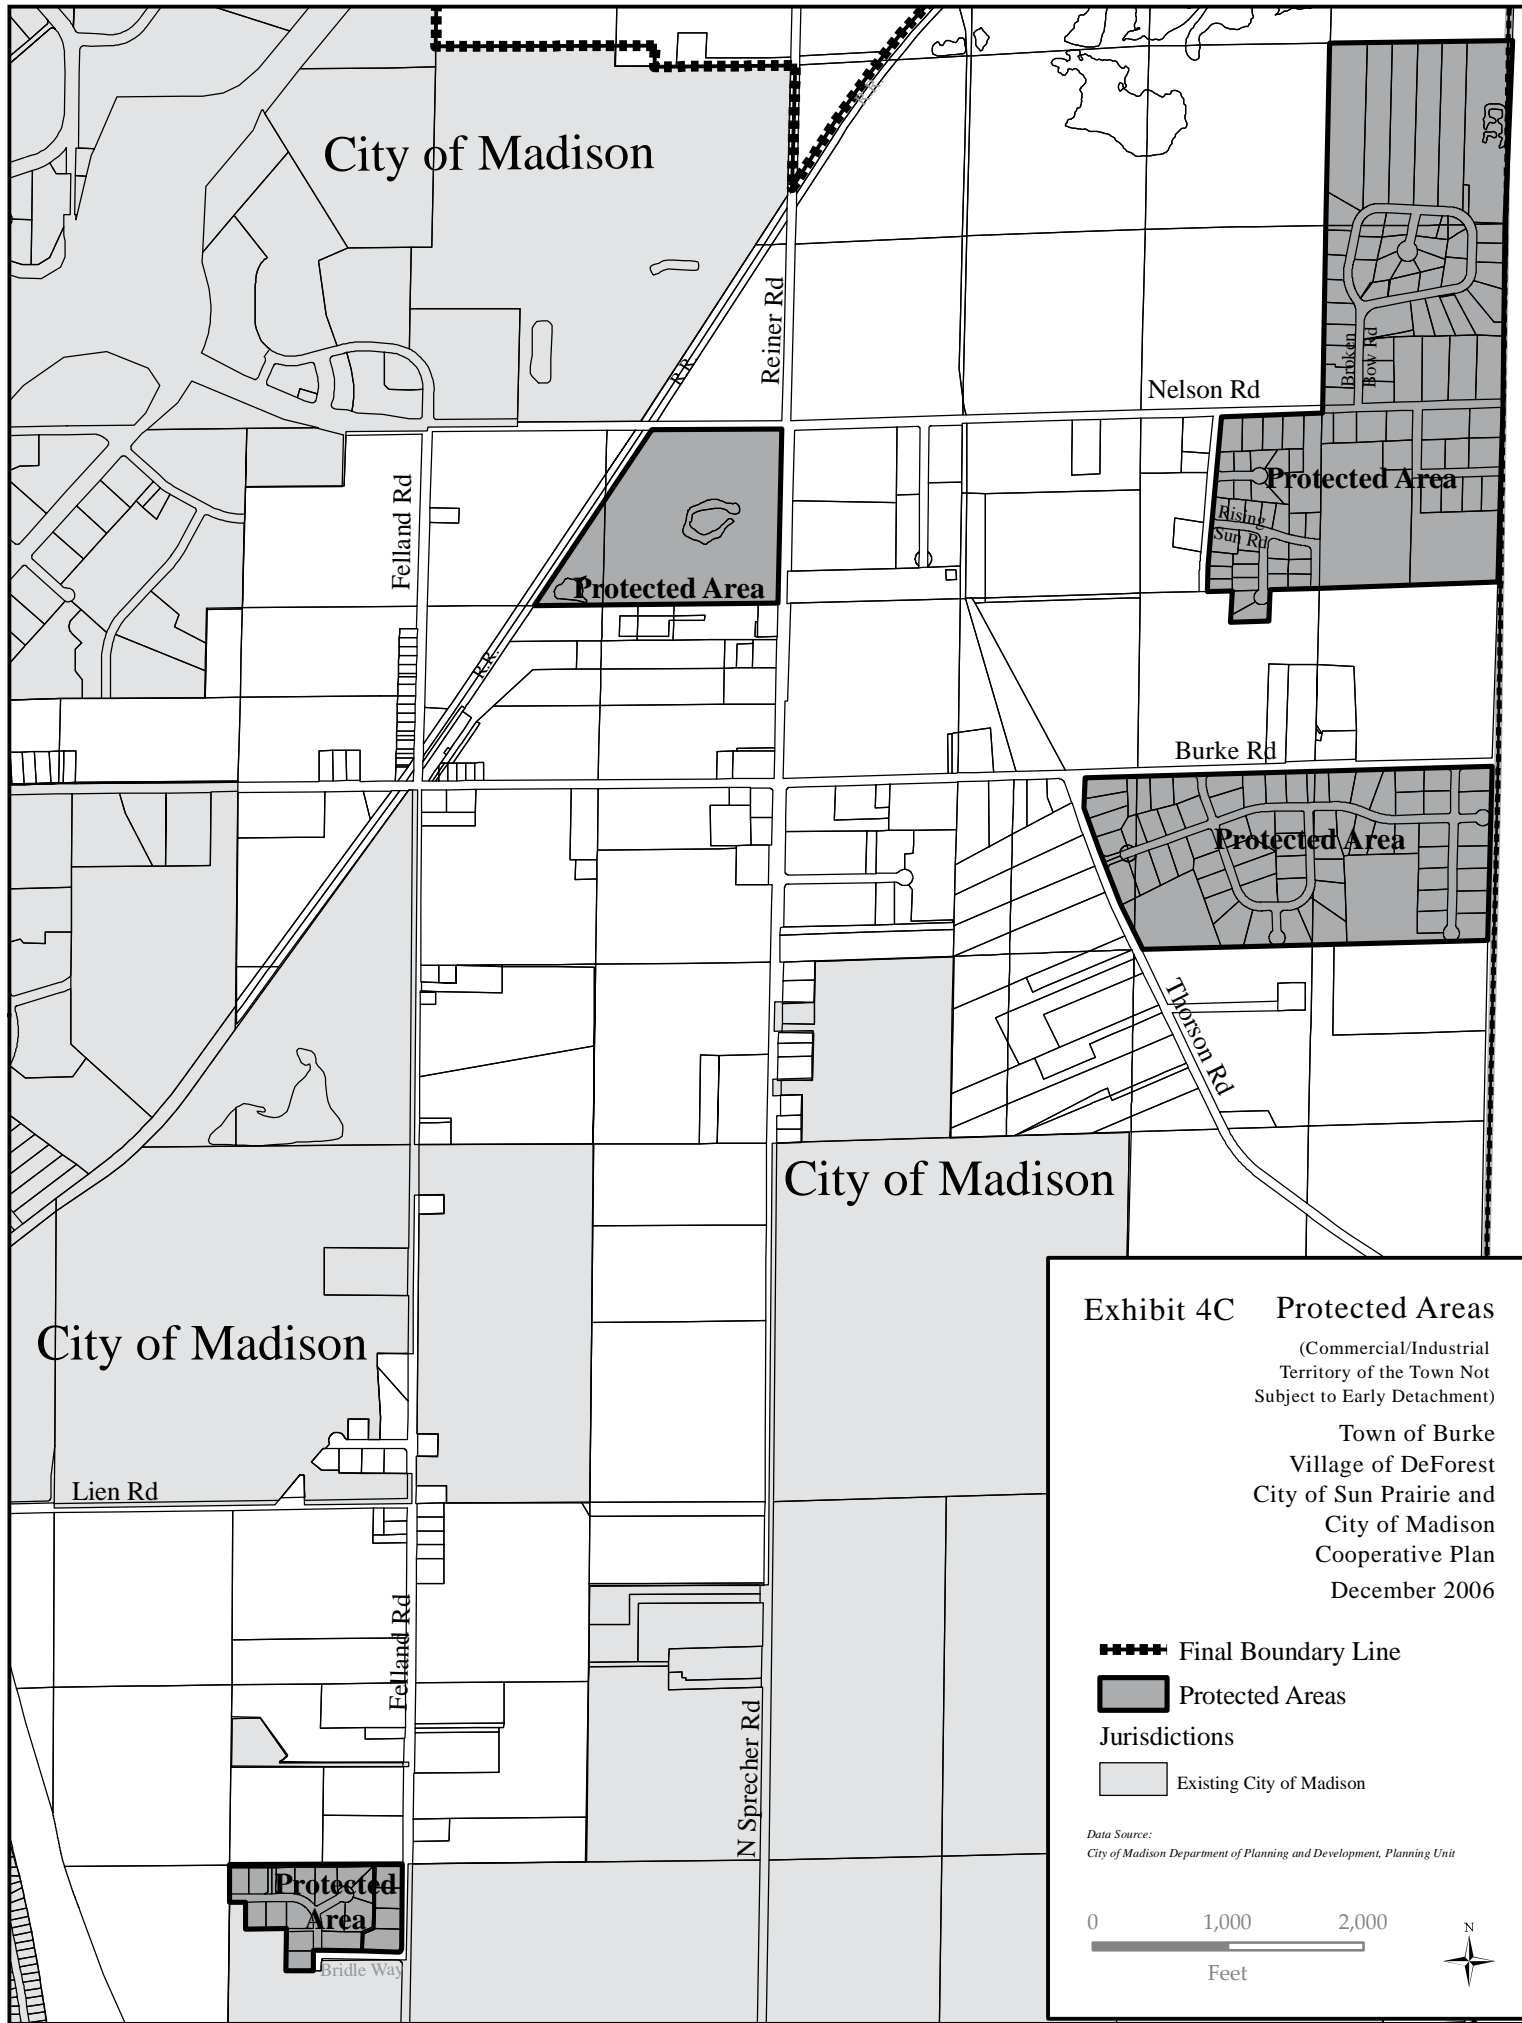 City of Madison
R.R.
Reiner Rd
R.R.
Broken
Bow Rd
Nelson Rd
Felland Rd
Protected Area
Rising
Sun Rd
Protected Area
R.R.
Burke Rd
Protected Area
Thorson Rd
City of Madison
City of Madison
Lien Rd
Felland Rd
N Sprecher Rd
Protected
Area
Bridle Way
Exhibit 4C Protected Areas
(Commercial/Industrial
Territory of the Town Not
Subject to Early Detachment)
Town of Burke
Village of DeForest
City of Sun Prairie and
City of Madison
Cooperative Plan
December 2006
Final Boundary Line
Protected Areas
Jurisdictions
Existing City of Madison
Data Source:
City of Madison Department of Planning and Development, Planning Unit
0 1,000 2,000
Feet
N